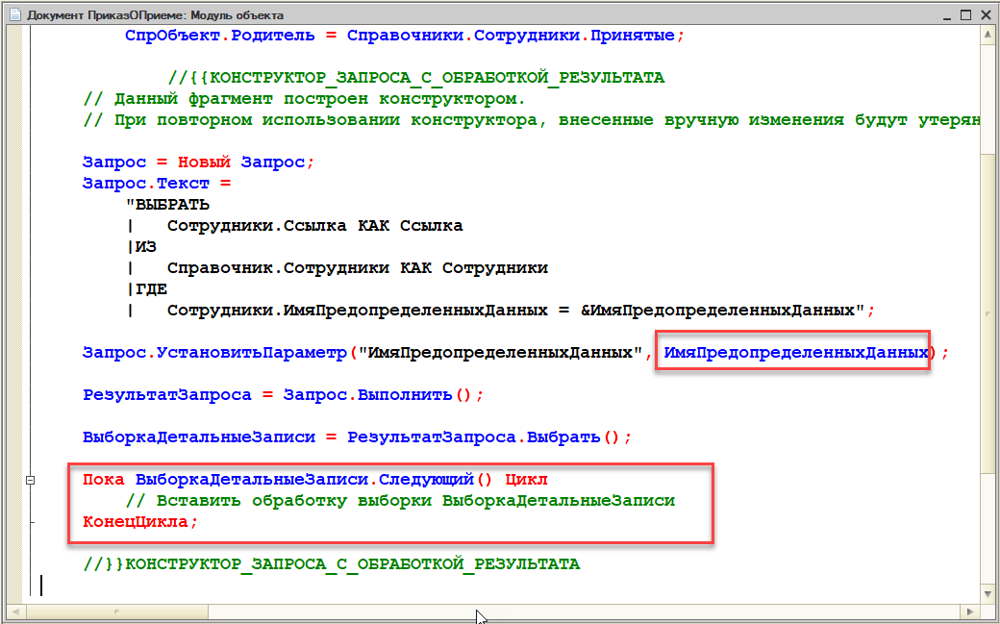 Документ ПриказОПриеме: Модуль объекта
СпрОбъект.Родитель = Справочники.Сотрудники.Принятые;
//{{КОНСТРУКТОР_ЗАПРОСА_С_ОБРАБОТКОЙ_РЕЗУЛЬТАТА
// Данный фрагмент построен конструктором.
// При повторном использовании конструктора, внесенные вручную изменения будут утерян
Запрос = Новый Запрос;
Запрос.Текст =
"ВЫБРАТЬ
|   Сотрудники.Ссылка КАК Ссылка
|ИЗ
|   Справочник.Сотрудники КАК Сотрудники
|ГДЕ
|   Сотрудники.ИмяПредопределенныхДанных = &ИмяПредопределенныхДанных";
Запрос.УстановитьПараметр("ИмяПредопределенныхДанных", ИмяПредопределенныхДанных);
РезультатЗапроса = Запрос.Выполнить();
ВыборкаДетальныеЗаписи = РезультатЗапроса.Выбрать();
Пока ВыборкаДетальныеЗаписи.Следующий() Цикл
// Вставить обработку выборки ВыборкаДетальныеЗаписи
КонецЦикла;
//}}КОНСТРУКТОР_ЗАПРОСА_С_ОБРАБОТКОЙ_РЕЗУЛЬТАТА